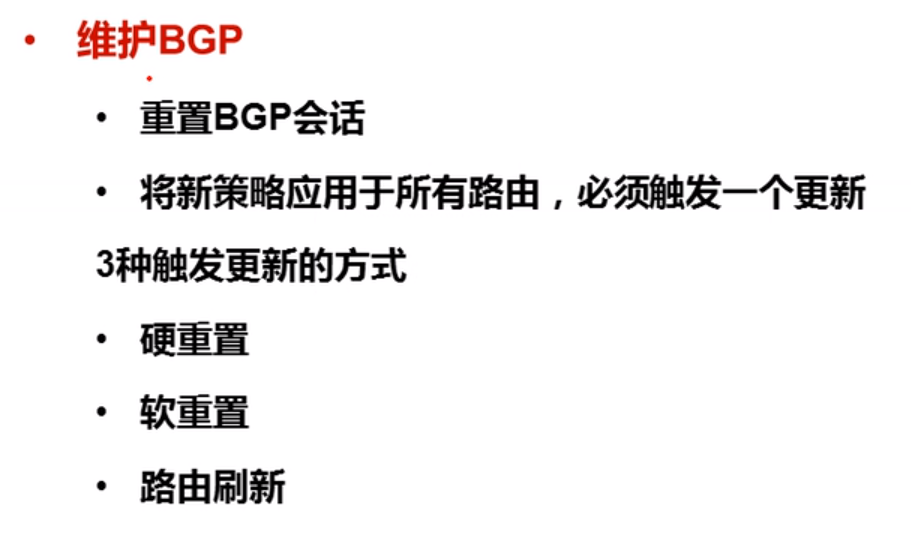 • 维护BGP
• 重置BGP会话
• 将新策略应用于所有路由，必须触发一个更新
3种触发更新的方式
• 硬重置
• 软重置
• 路由刷新